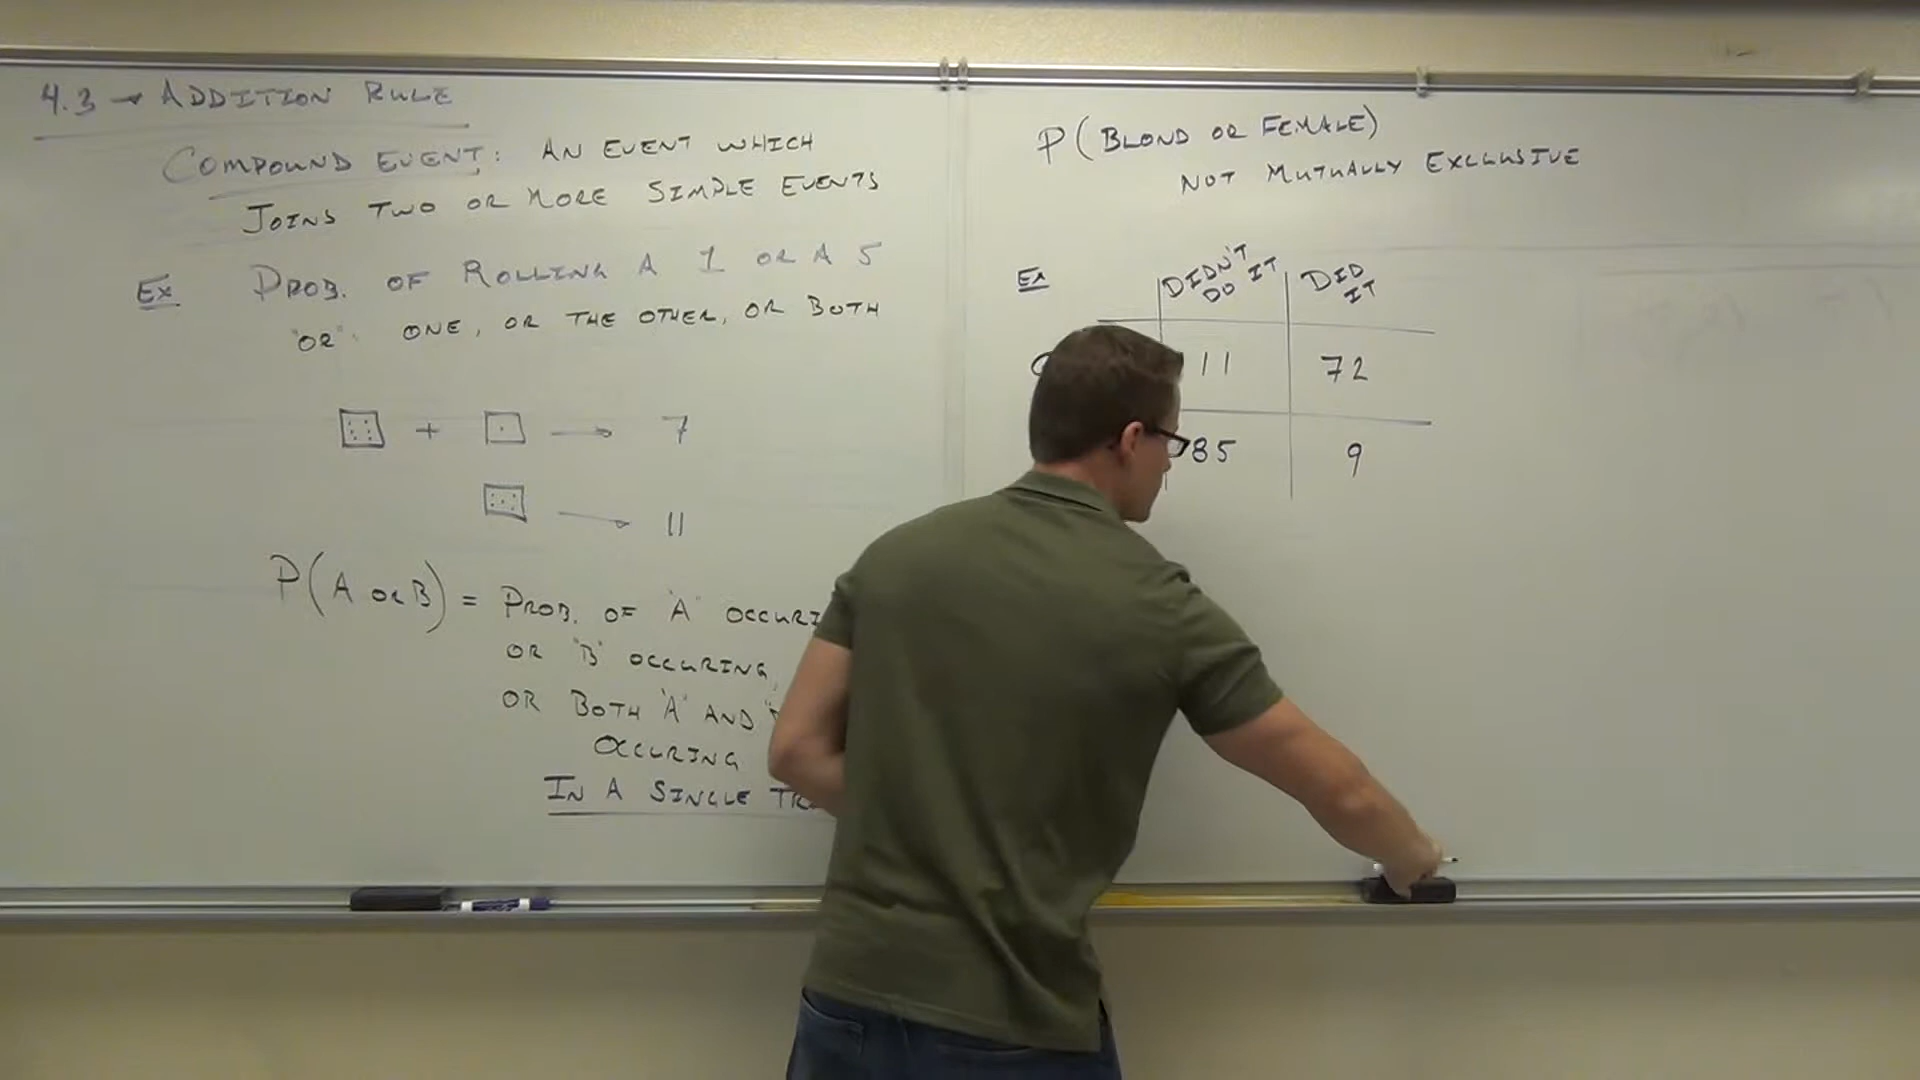 4.3 → ADDITION RULE
COMPOUND EVENT: AN EVENT WHICH
JOINS TWO OR MORE SIMPLE EVENTS
EX PROB. OF ROLLING A 1 OR A 5
"OR": ONE, OR THE OTHER, OR BOTH
+ → 7
→ 11
P(A OR B) = PROB. OF "A" OCCURI
OR "B" OCCURING,
OR BOTH "A" AND
OCCURING
IN A SINGLE
P(BLOND OR FEMALE)
NOT MUTUALLY EXCLUSIVE
EX
DIDN'T
DO IT
DID
IT
11 72
85 9